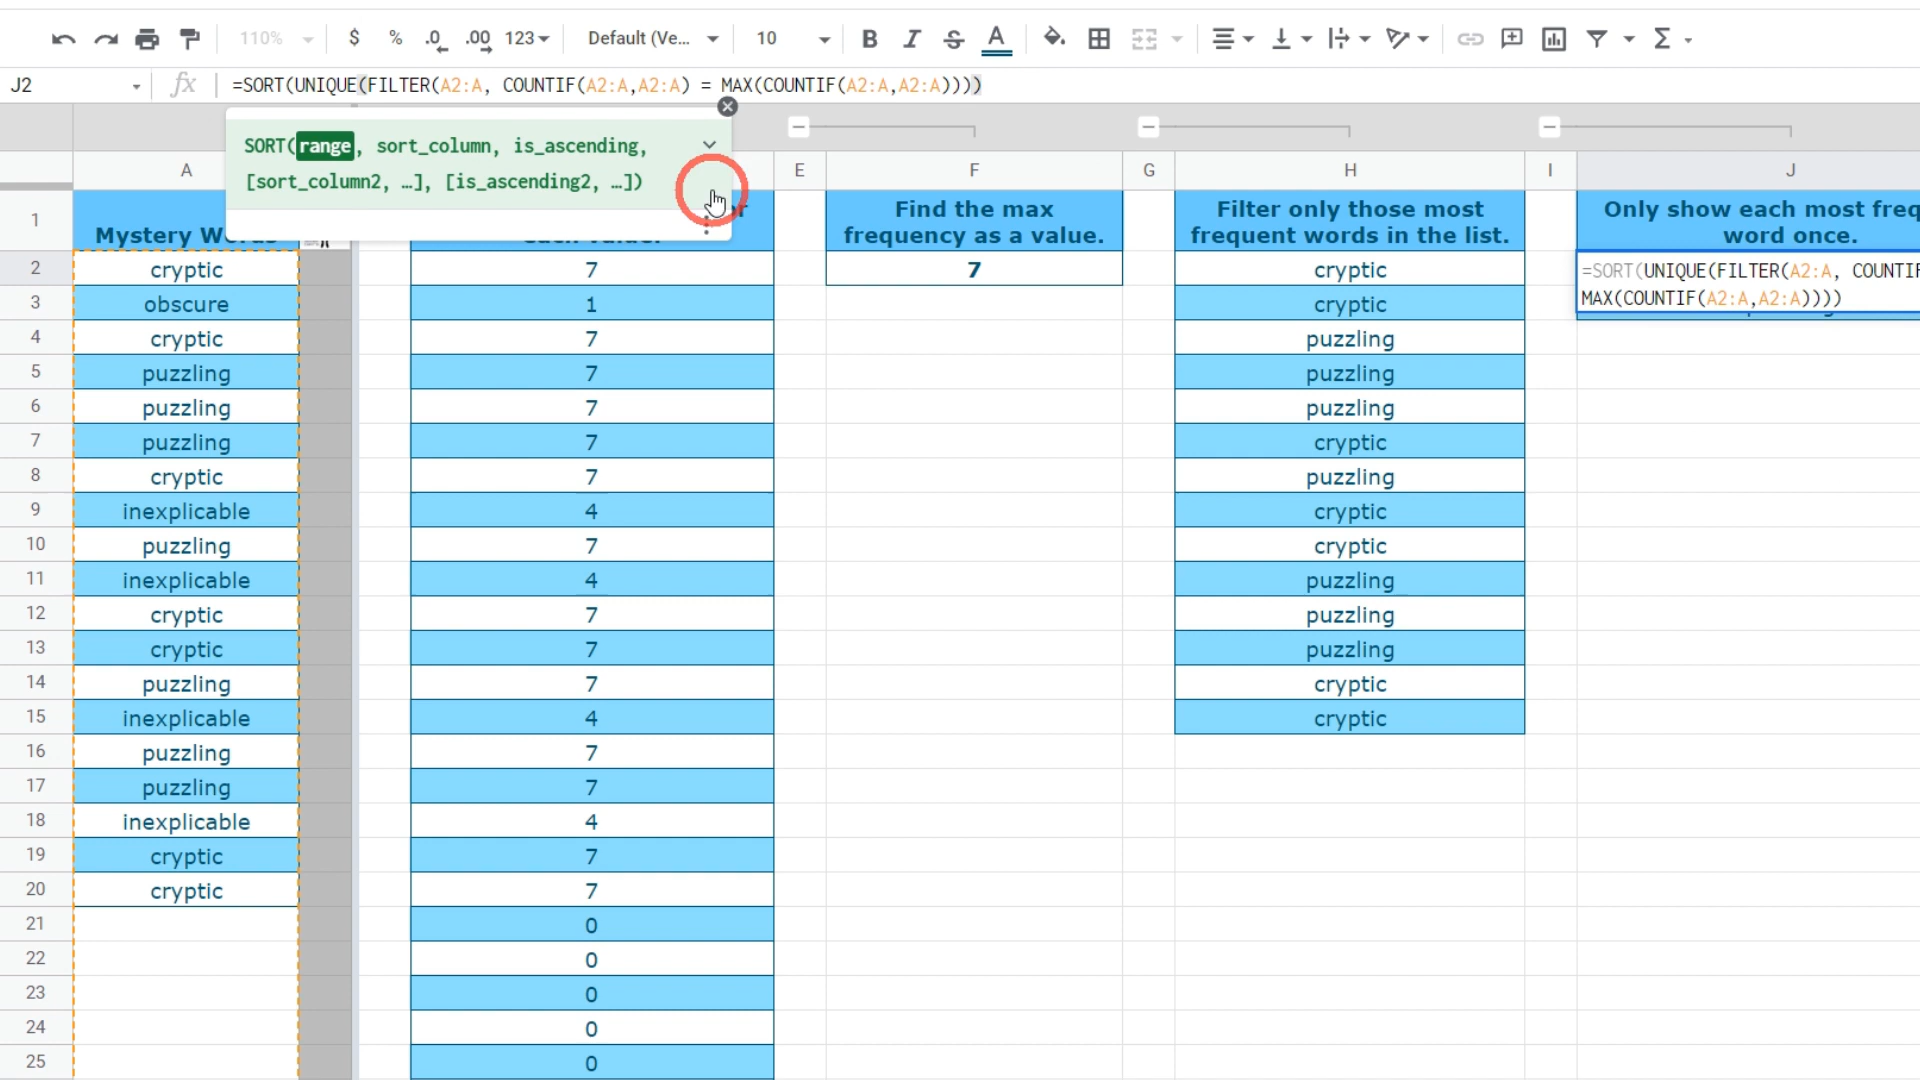 110% $ % .0 .00 123 Default (Ve... 10 B I S A Σ
J2 fx =SORT(UNIQUE(FILTER(A2:A, COUNTIF(A2:A,A2:A) = MAX(COUNTIF(A2:A,A2:A))))
SORT(range, sort_column, is_ascending,
[sort_column2, …], [is_ascending2, …])
A E F G H I J
1 Mystery
Find the max
frequency as a value.
Filter only those most
frequent words in the list.
Only show each most freq
word once.
2 cryptic 7 7 cryptic =SORT(UNIQUE(FILTER(A2:A, COUNTIF
MAX(COUNTIF(A2:A,A2:A))))
3 obscure 1 cryptic
4 cryptic 7 puzzling
5 puzzling 7 puzzling
6 puzzling 7 puzzling
7 puzzling 7 cryptic
8 cryptic 7 puzzling
9 inexplicable 4 cryptic
10 puzzling 7 cryptic
11 inexplicable 4 puzzling
12 cryptic 7 puzzling
13 cryptic 7 puzzling
14 puzzling 7 cryptic
15 inexplicable 4 cryptic
16 puzzling 7
17 puzzling 7
18 inexplicable 4
19 cryptic 7
20 cryptic 7
21 0
22 0
23 0
24 0
25 0